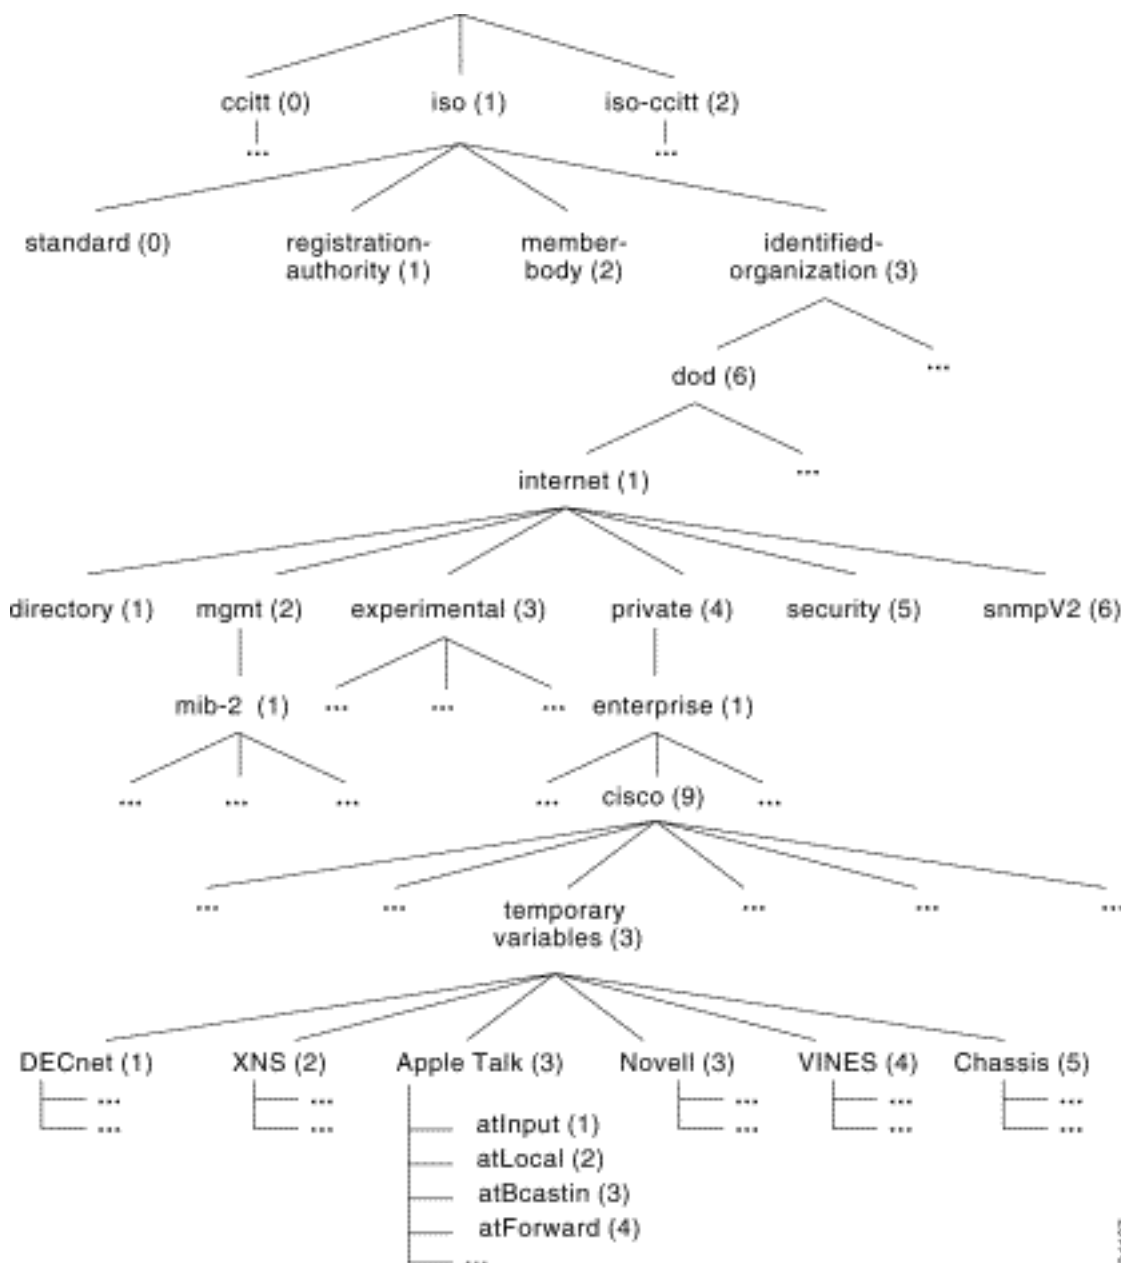 ccitt (0) iso (1) iso-ccitt (2)
... ...
standard (0) registration-authority (1) member-body (2) identified-organization (3)
dod (6) ...
internet (1) ...
directory (1) mgmt (2) experimental (3) private (4) security (5) snmpV2 (6)
mib-2 (1) ... ... ... enterprise (1)
... ... ... ... cisco (9) ...
... ... temporary variables (3) ... ... ...
DECnet (1) XNS (2) Apple Talk (3) Novell (3) VINES (4) Chassis (5)
... ... ... ... ...
... ... ... ... ...
atInput (1)
atLocal (2)
atBcastin (3)
atForward (4)
...